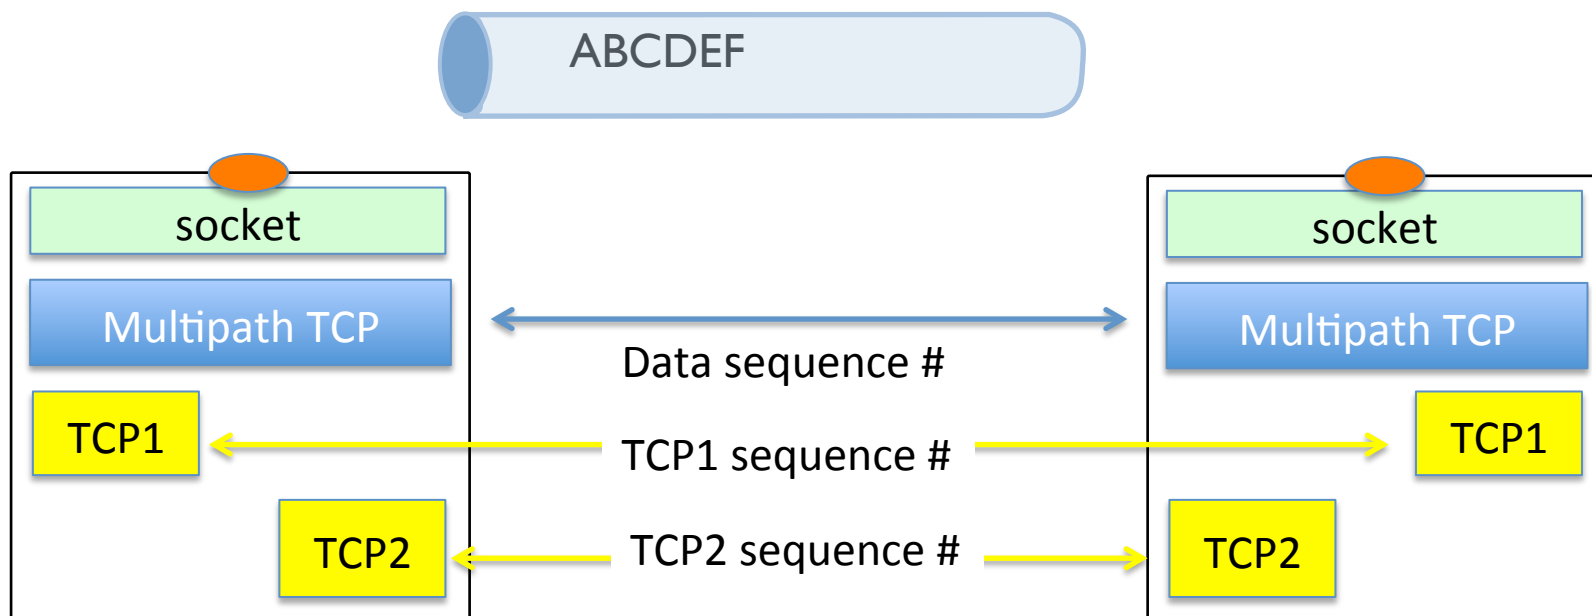 ABCDEF
socket
socket
Multipath TCP
Multipath TCP
Data sequence #
TCP1
TCP1 sequence #
TCP1
TCP2
TCP2 sequence #
TCP2